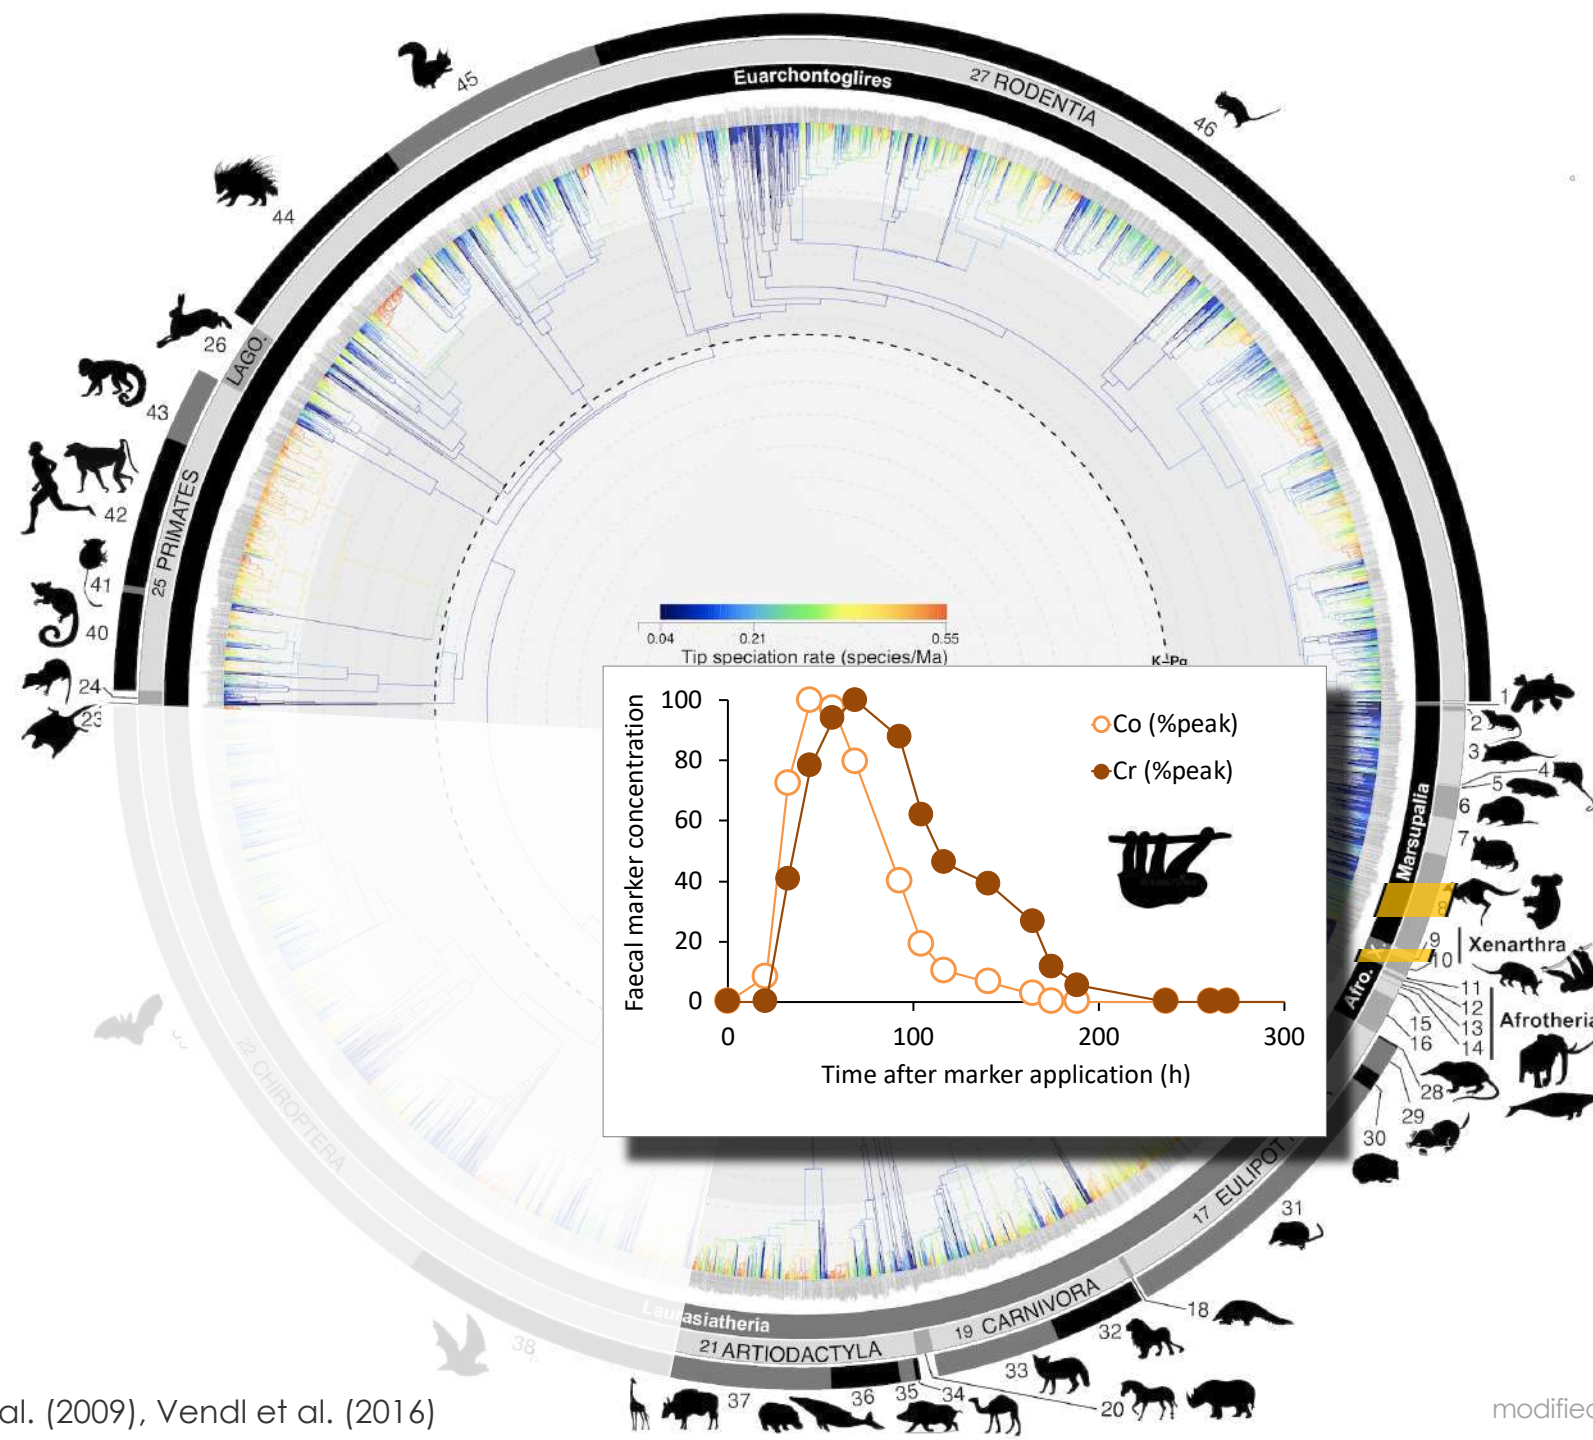 45
Euarchontoglires
27 RODENTIA
46
44
26
LAGO.
43
42
25 PRIMATES
41
40
24
23
0.04
0.21
0.55
Tip speciation rate (species/Ma)
K-Pg
Faecal marker concentration
100
80
60
40
20
0
0
100
200
300
Time after marker application (h)
Co (%peak)
Cr (%peak)
1
2
3
4
5
6
7
Marsupalia
8
9
10
Xenarthra
Afro.
X.
11
12
13
14
Afrotheria
15
16
28
29
30
31
17 EULIPOT
18
19 CARNIVORA
32
33
20
34
35
36
37
21 ARTIODACTYLA
Laurasiatheria
38
22 CHIROPTERA
al. (2009), Vendl et al. (2016)
modified